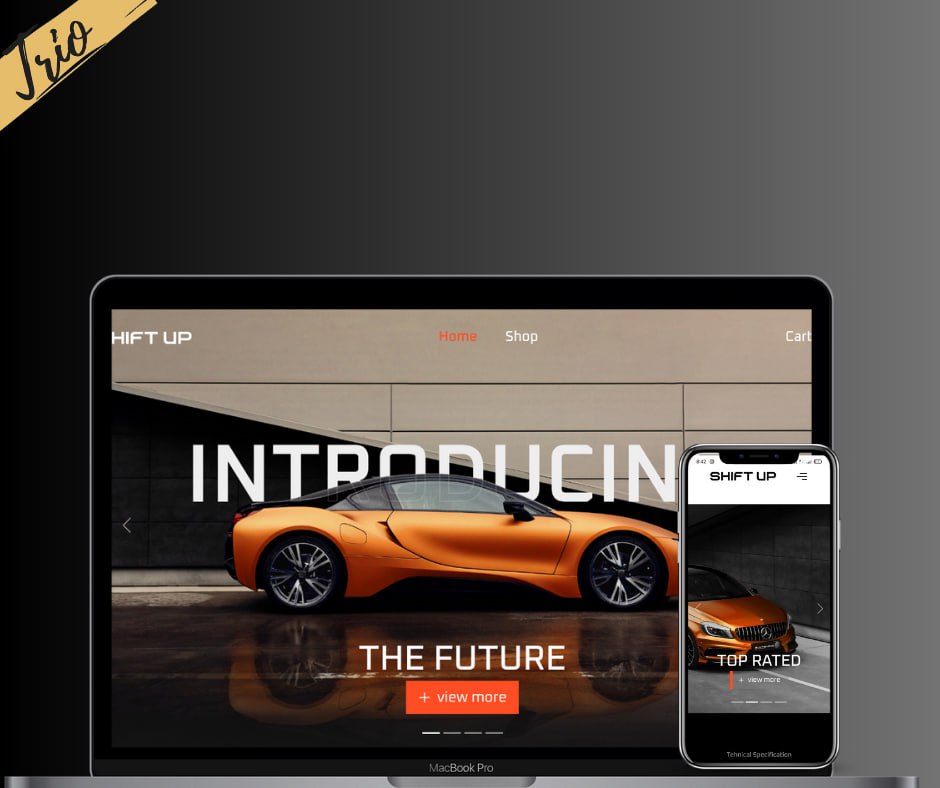 Trio
HIFT UP
Home
Shop
Cart
INTRODUCIN
THE FUTURE
+ view more
MacBook Pro
8:42
SHIFT UP
TOP RATED
+ view more
Tehnical Specification